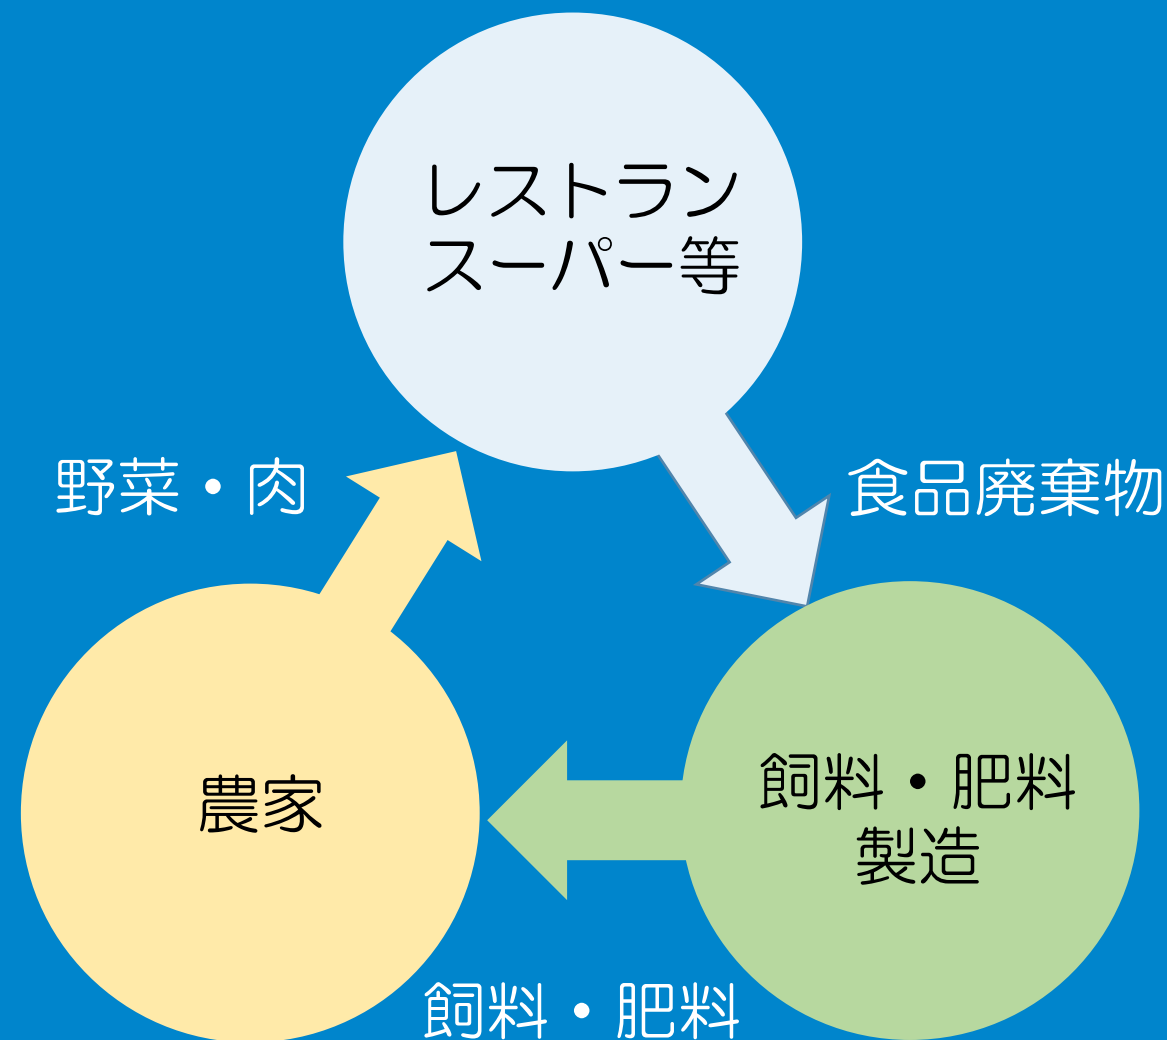 レストラン
スーパー等
野菜・肉
食品廃棄物
農家
飼料・肥料
製造
飼料・肥料